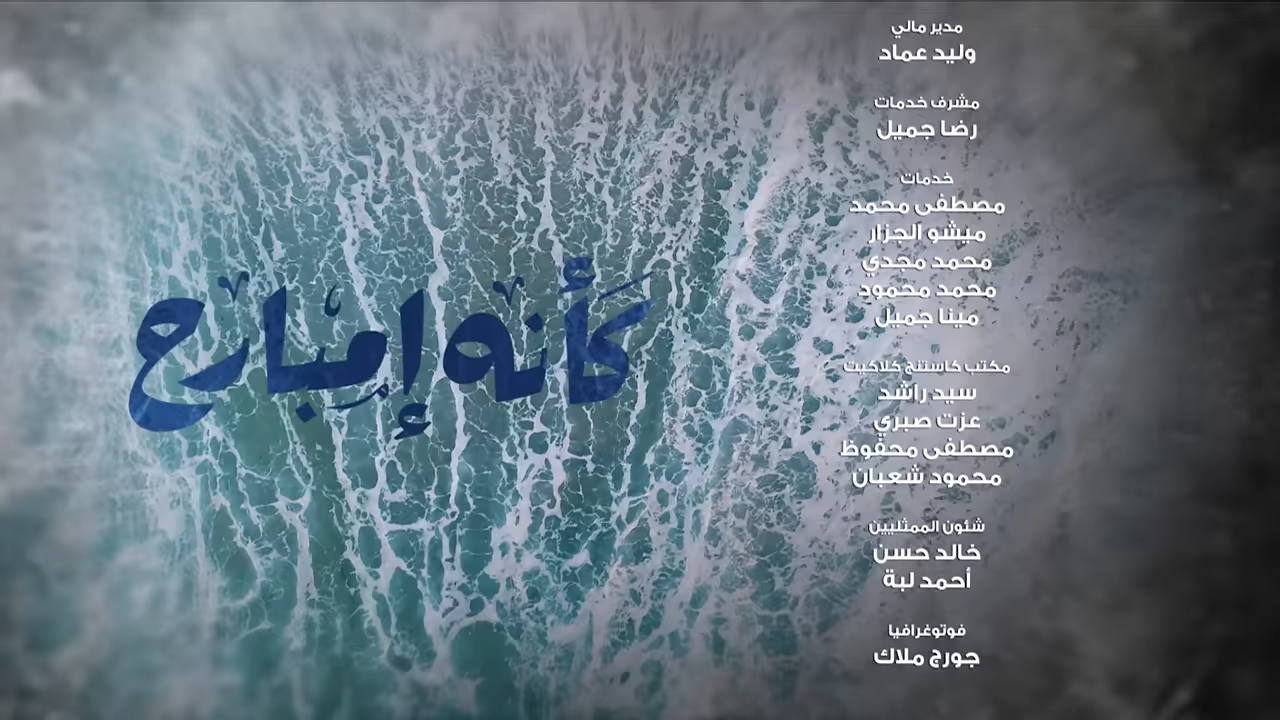 كأنه إمبارح
مدير مالي
وليد عماد
مشرف خدمات
رضا جميل
خدمات
مصطفى محمد
ميشو الجزار
محمد مجدي
محمد محمود
مينا جميل
مكتب كاستنج كلاكيت
سيد راشد
عزت صبري
مصطفى محفوظ
محمود شعبان
شئون الممثليين
خالد حسن
أحمد لبة
فوتوغرافيا
جورج ملاك